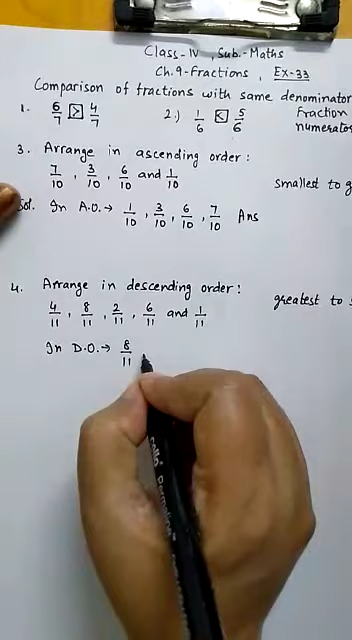 Class-IV, Sub.-Maths
Ch.9-Fractions, Ex-33
Comparison of fractions with same denominator
1. 6/7 > 4/7 2.) 1/6 < 5/6 Fraction
numerator
3. Arrange in ascending order:
7/10, 3/10, 6/10 and 1/10 smallest to g
Sol. In A.O.→ 1/10, 3/10, 6/10, 7/10 Ans
4. Arrange in descending order:
4/11, 8/11, 2/11, 6/11 and 1/11 greatest to s
In D.O.→ 8/11
cello Permaline